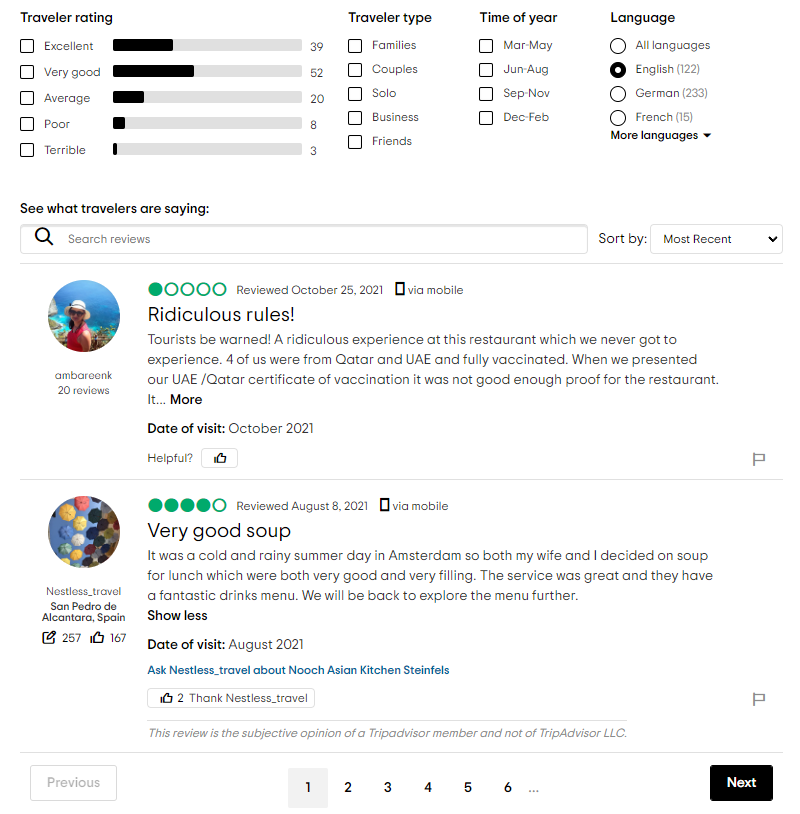 Traveler rating
Excellent 39
Very good 52
Average 20
Poor 8
Terrible 3
Traveler type
Families
Couples
Solo
Business
Friends
Time of year
Mar-May
Jun-Aug
Sep-Nov
Dec-Feb
Language
All languages
English (122)
German (233)
French (15)
More languages
See what travelers are saying:
Search reviews
Sort by: Most Recent
ambareenk
20 reviews
Reviewed October 25, 2021 via mobile
Ridiculous rules!
Tourists be warned! A ridiculous experience at this restaurant which we never got to
experience. 4 of us were from Qatar and UAE and fully vaccinated. When we presented
our UAE /Qatar certificate of vaccination it was not good enough proof for the restaurant.
It... More
Date of visit: October 2021
Helpful?
Nestless_travel
San Pedro de
Alcantara, Spain
257 167
Reviewed August 8, 2021 via mobile
Very good soup
It was a cold and rainy summer day in Amsterdam so both my wife and I decided on soup
for lunch which were both very good and very filling. The service was great and they have
a fantastic drinks menu. We will be back to explore the menu further.
Show less
Date of visit: August 2021
Ask Nestless_travel about Nooch Asian Kitchen Steinfels
2 Thank Nestless_travel
This review is the subjective opinion of a Tripadvisor member and not of TripAdvisor LLC.
Previous 1 2 3 4 5 6 ... Next